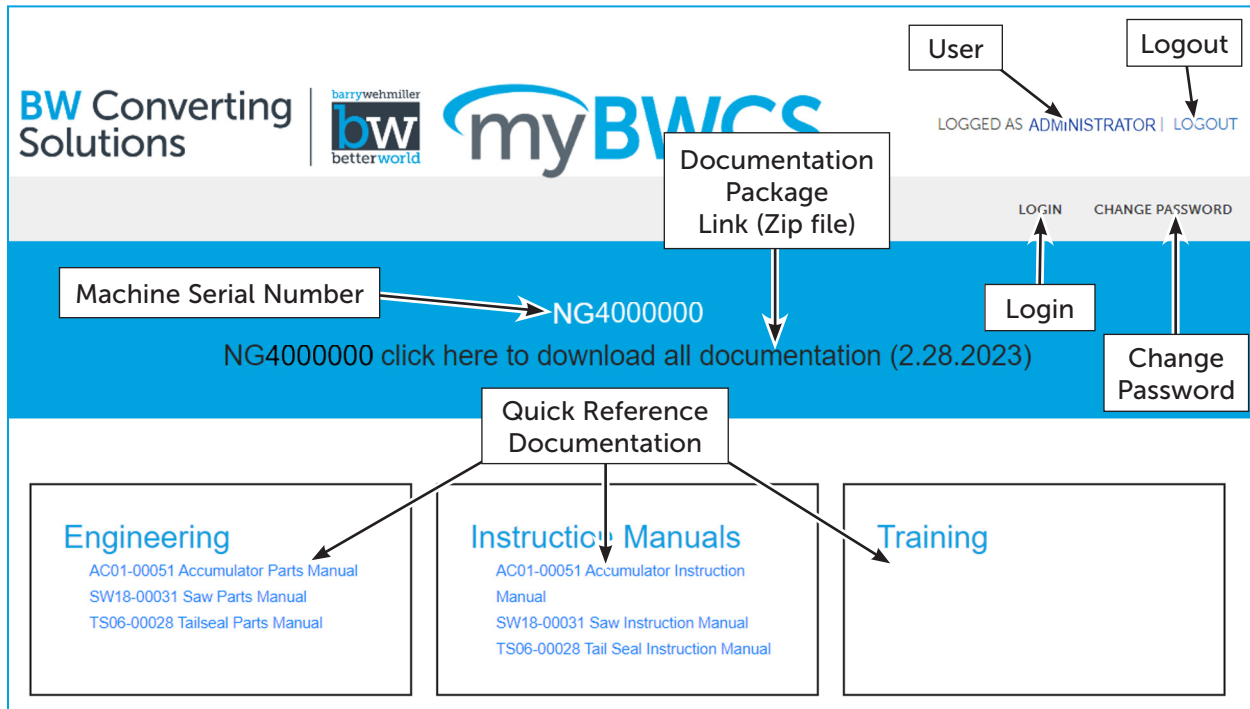 User
Logout
BW Converting
Solutions
barrywehmiller
bw
betterworld
myBWCS
LOGGED AS ADMINISTRATOR | LOGOUT
Documentation
Package
Link (Zip file)
LOGIN CHANGE PASSWORD
Machine Serial Number
Login
NG4000000
NG4000000 click here to download all documentation (2.28.2023)
Change
Password
Quick Reference
Documentation
Engineering
AC01-00051 Accumulator Parts Manual
SW18-00031 Saw Parts Manual
TS06-00028 Tailseal Parts Manual
Instruction Manuals
AC01-00051 Accumulator Instruction
Manual
SW18-00031 Saw Instruction Manual
TS06-00028 Tail Seal Instruction Manual
Training